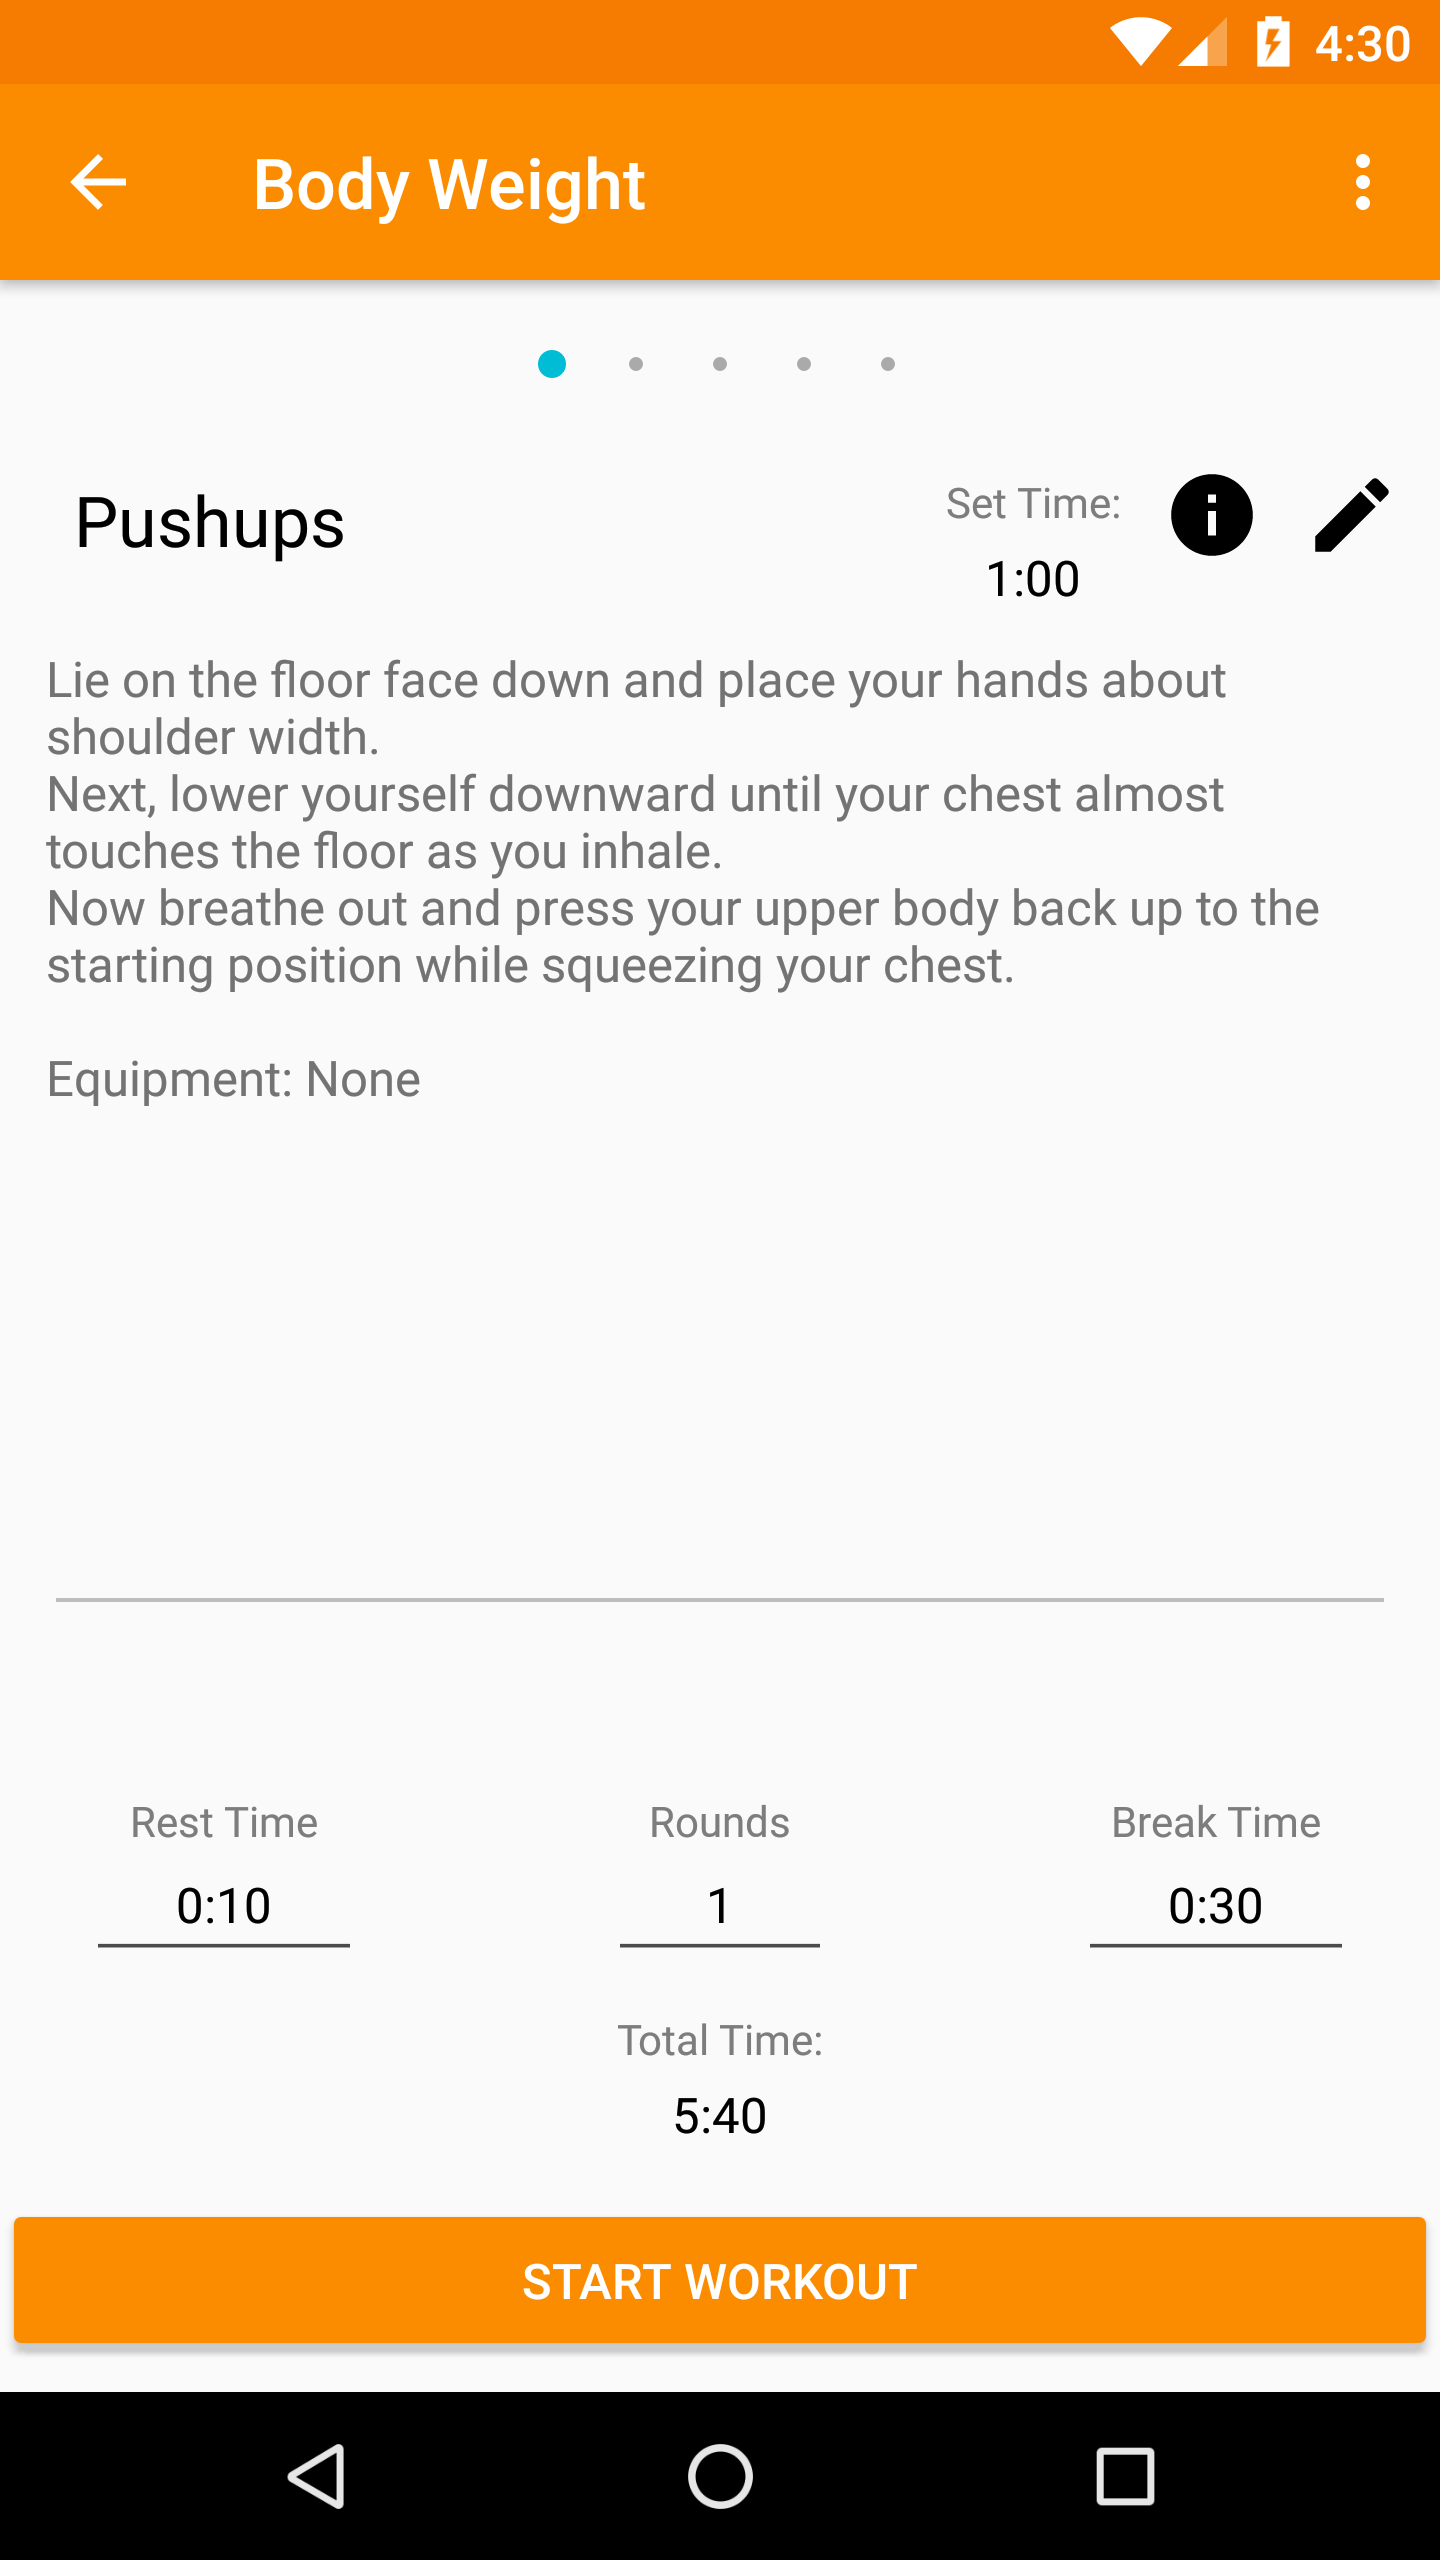 4:30
Body Weight
Pushups
Set Time:
1:00
Lie on the floor face down and place your hands about
shoulder width.
Next, lower yourself downward until your chest almost
touches the floor as you inhale.
Now breathe out and press your upper body back up to the
starting position while squeezing your chest.
Equipment: None
Rest Time
Rounds
Break Time
0:10
1
0:30
Total Time:
5:40
START WORKOUT